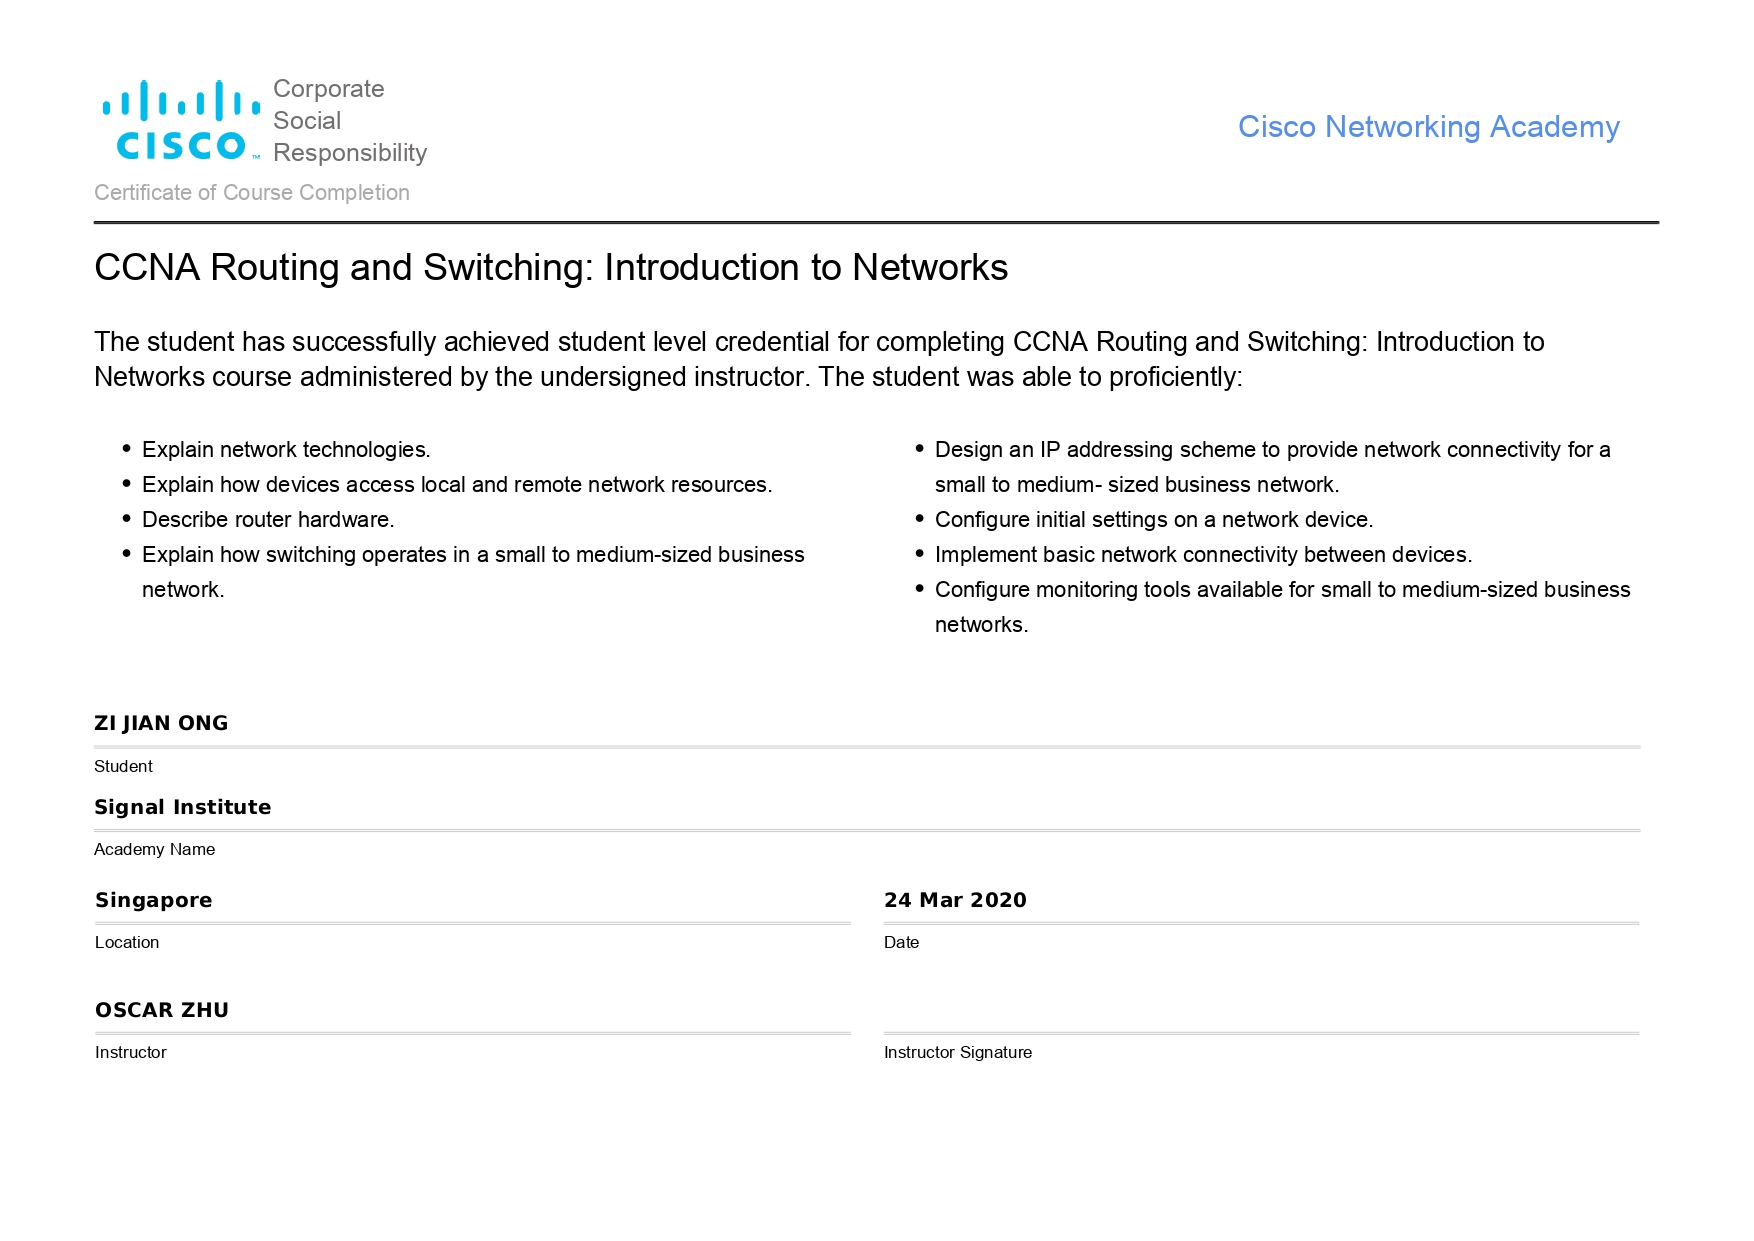 Corporate
Social
Responsibility
CISCO™
Cisco Networking Academy
Certificate of Course Completion
CCNA Routing and Switching: Introduction to Networks
The student has successfully achieved student level credential for completing CCNA Routing and Switching: Introduction to
Networks course administered by the undersigned instructor. The student was able to proficiently:
• Explain network technologies.
• Explain how devices access local and remote network resources.
• Describe router hardware.
• Explain how switching operates in a small to medium-sized business
network.
• Design an IP addressing scheme to provide network connectivity for a
small to medium- sized business network.
• Configure initial settings on a network device.
• Implement basic network connectivity between devices.
• Configure monitoring tools available for small to medium-sized business
networks.
ZI JIAN ONG
Student
Signal Institute
Academy Name
Singapore
Location
24 Mar 2020
Date
OSCAR ZHU
Instructor
Instructor Signature